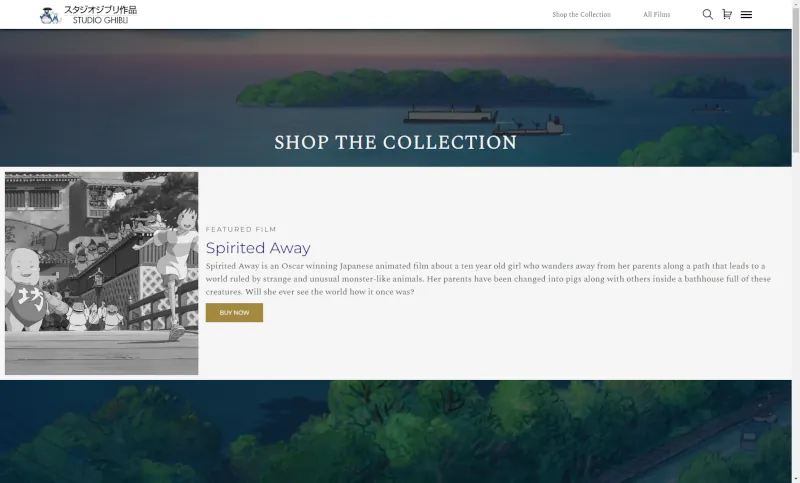 スタジオジブリ作品
STUDIO GHIBLI
Shop the Collection
All Films
SHOP THE COLLECTION
FEATURED FILM
Spirited Away
Spirited Away is an Oscar winning Japanese animated film about a ten year old girl who wanders away from her parents along a path that leads to a
world ruled by strange and unusual monster-like animals. Her parents have been changed into pigs along with others inside a bathhouse full of these
creatures. Will she ever see the world how it once was?
BUY NOW
坊